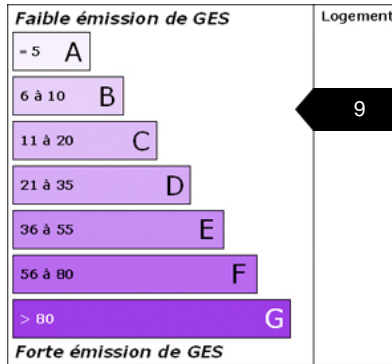 Faible émission de GES
Logement
= 5 A
6 à 10 B
9
11 à 20 C
21 à 35 D
36 à 55 E
56 à 80 F
> 80 G
Forte émission de GES